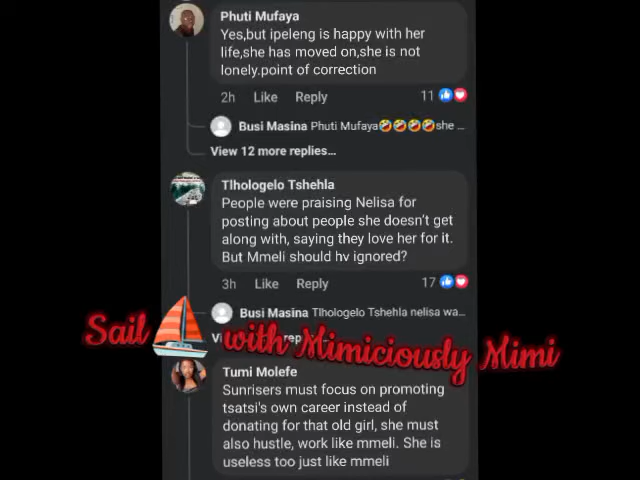 Phuti Mufaya
Yes,but ipeleng is happy with her
life,she has moved on,she is not
lonely.point of correction
2h Like Reply 11
Busi Masina Phuti Mufaya🤣🤣🤣🤣she ...
View 12 more replies...
Tlhologelo Tshehla
People were praising Nelisa for
posting about people she doesn't get
along with, saying they love her for it.
But Mmeli should hv ignored?
3h Like Reply 17
Busi Masina Tlhologelo Tshehla nelisa wa...
Sail with Mimiciously Mimi
Tumi Molefe
Sunrisers must focus on promoting
tsatsi's own career instead of
donating for that old girl, she must
also hustle, work like mmeli. She is
useless too just like mmeli